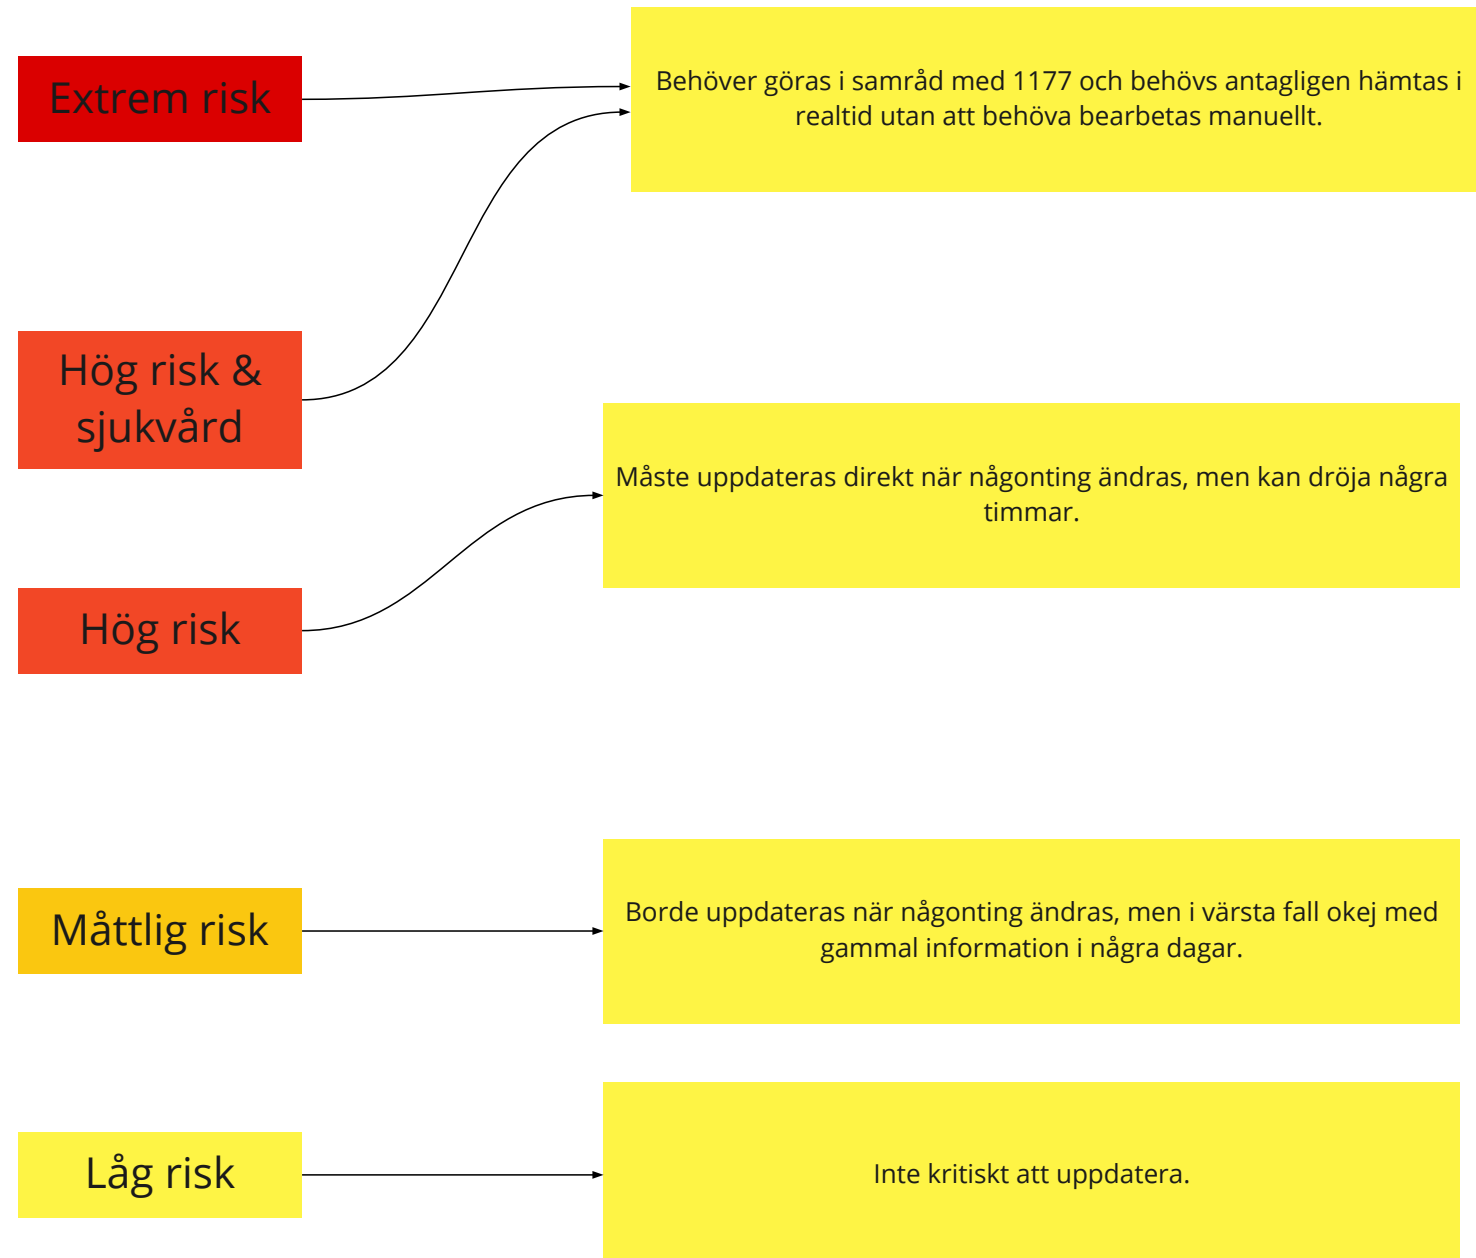 Extrem risk
Behöver göras i samråd med 1177 och behövs antagligen hämtas i
realtid utan att behöva bearbetas manuellt.
Hög risk &
sjukvård
Måste uppdateras direkt när någonting ändras, men kan dröja några
timmar.
Hög risk
Måttlig risk
Borde uppdateras när någonting ändras, men i värsta fall okej med
gammal information i några dagar.
Låg risk
Inte kritiskt att uppdatera.